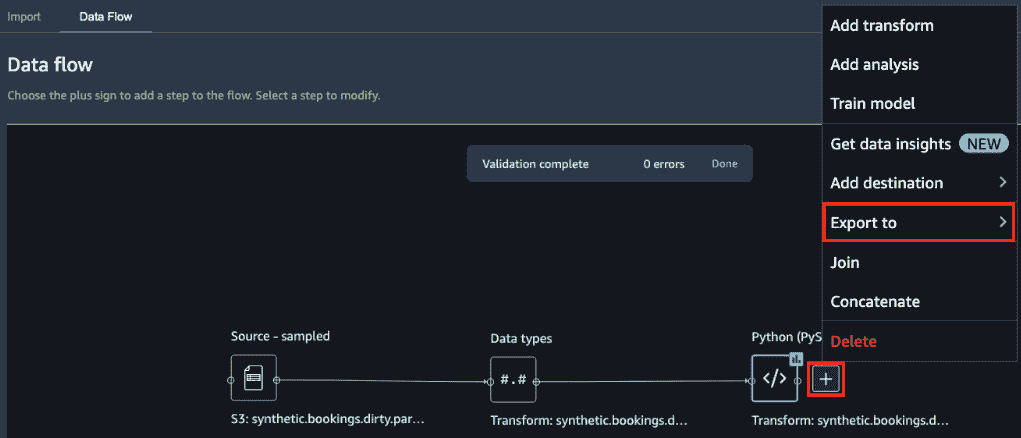 Import
Data Flow
Data flow
Choose the plus sign to add a step to the flow. Select a step to modify.
Validation complete 0 errors Done
Add transform
Add analysis
Train model
Get data insights NEW
Add destination
Export to
Join
Concatenate
Delete
Source - sampled
Data types
Python (PyS
#.#
</>
S3: synthetic.bookings.dirty.par...
Transform: synthetic.bookings.d...
Transform: synthetic.bookings.d...